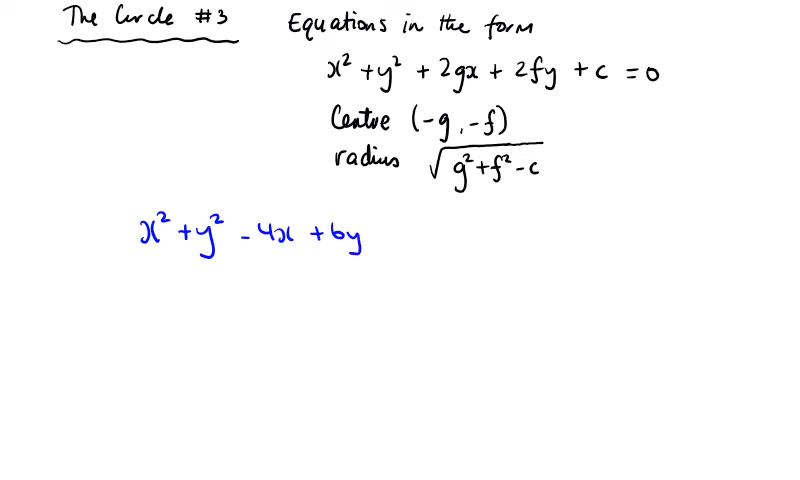 The Circle #3
Equations in the form
x² + y² + 2gx + 2fy + c = 0
Centre (-g, -f)
radius √(g² + f² - c)
x² + y² - 4x + 6y